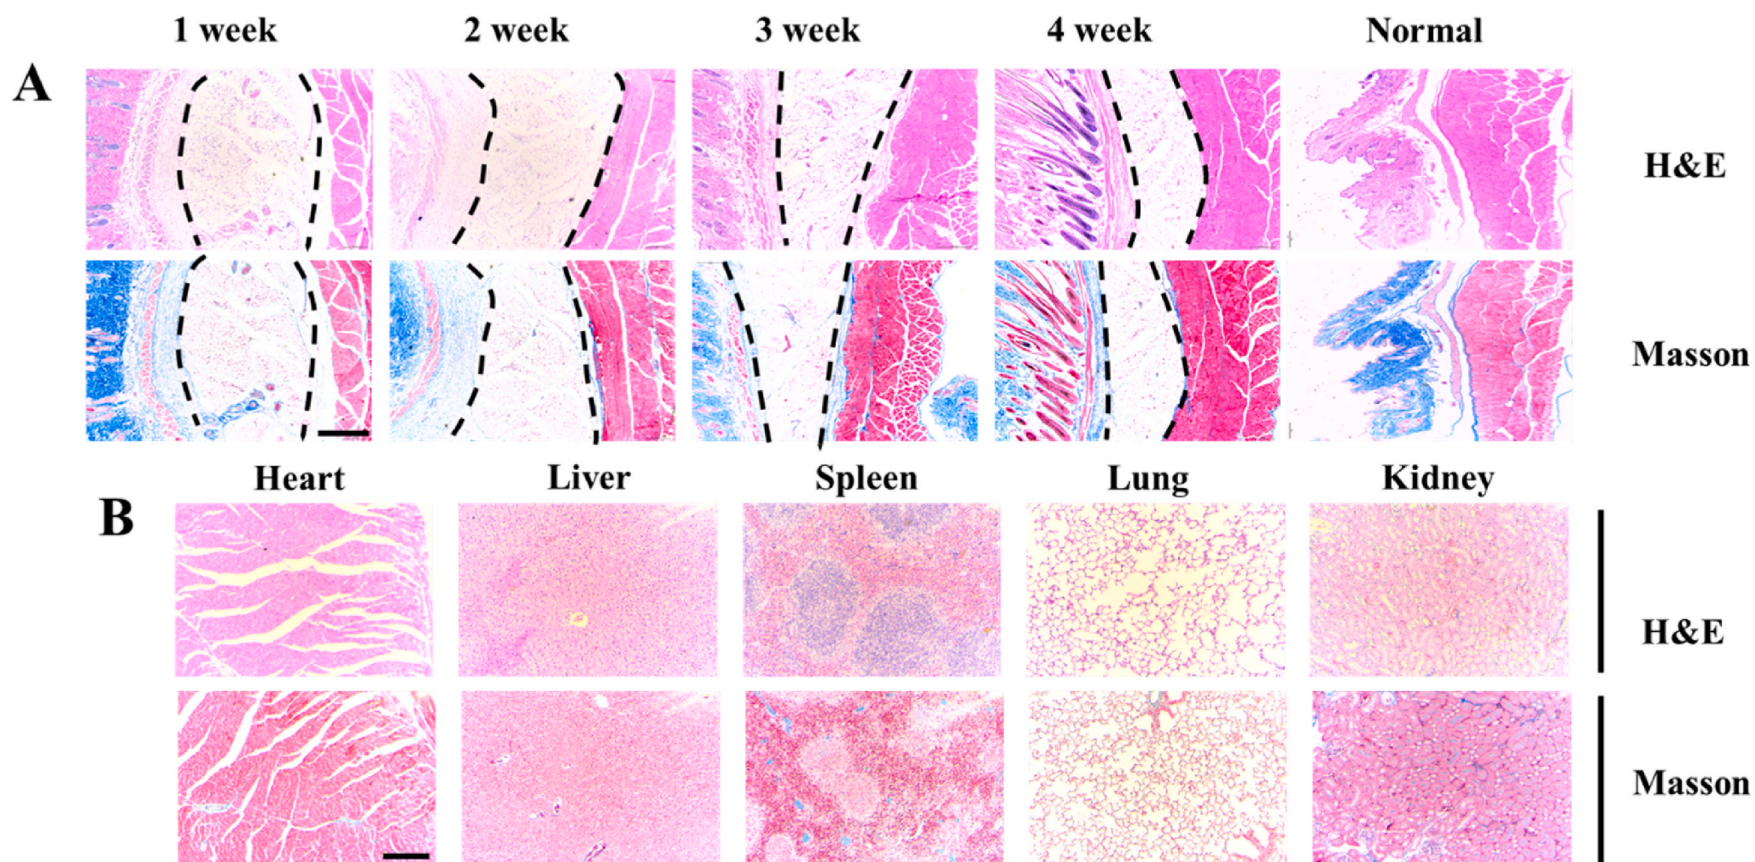 1 week 2 week 3 week 4 week Normal
A
H&E
Masson
Heart Liver Spleen Lung Kidney
B
H&E
Masson